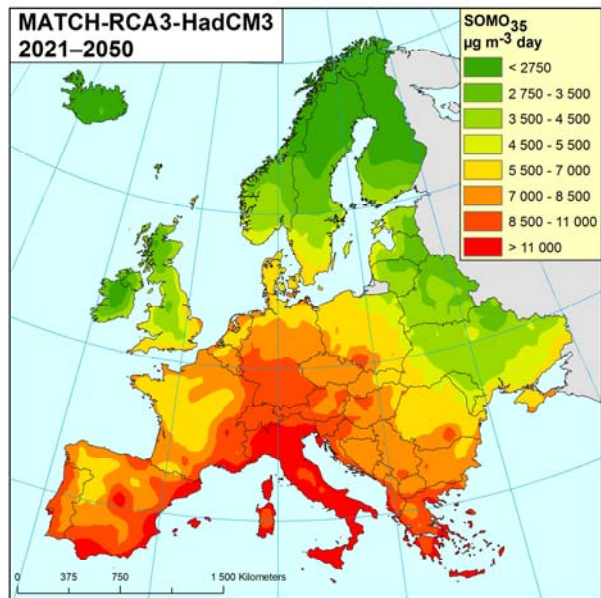 MATCH-RCA3-HadCM3
2021–2050
SOMO35
µg m-3 day
< 2750
2 750 - 3 500
3 500 - 4 500
4 500 - 5 500
5 500 - 7 000
7 000 - 8 500
8 500 - 11 000
> 11 000
0 375 750 1 500 Kilometers